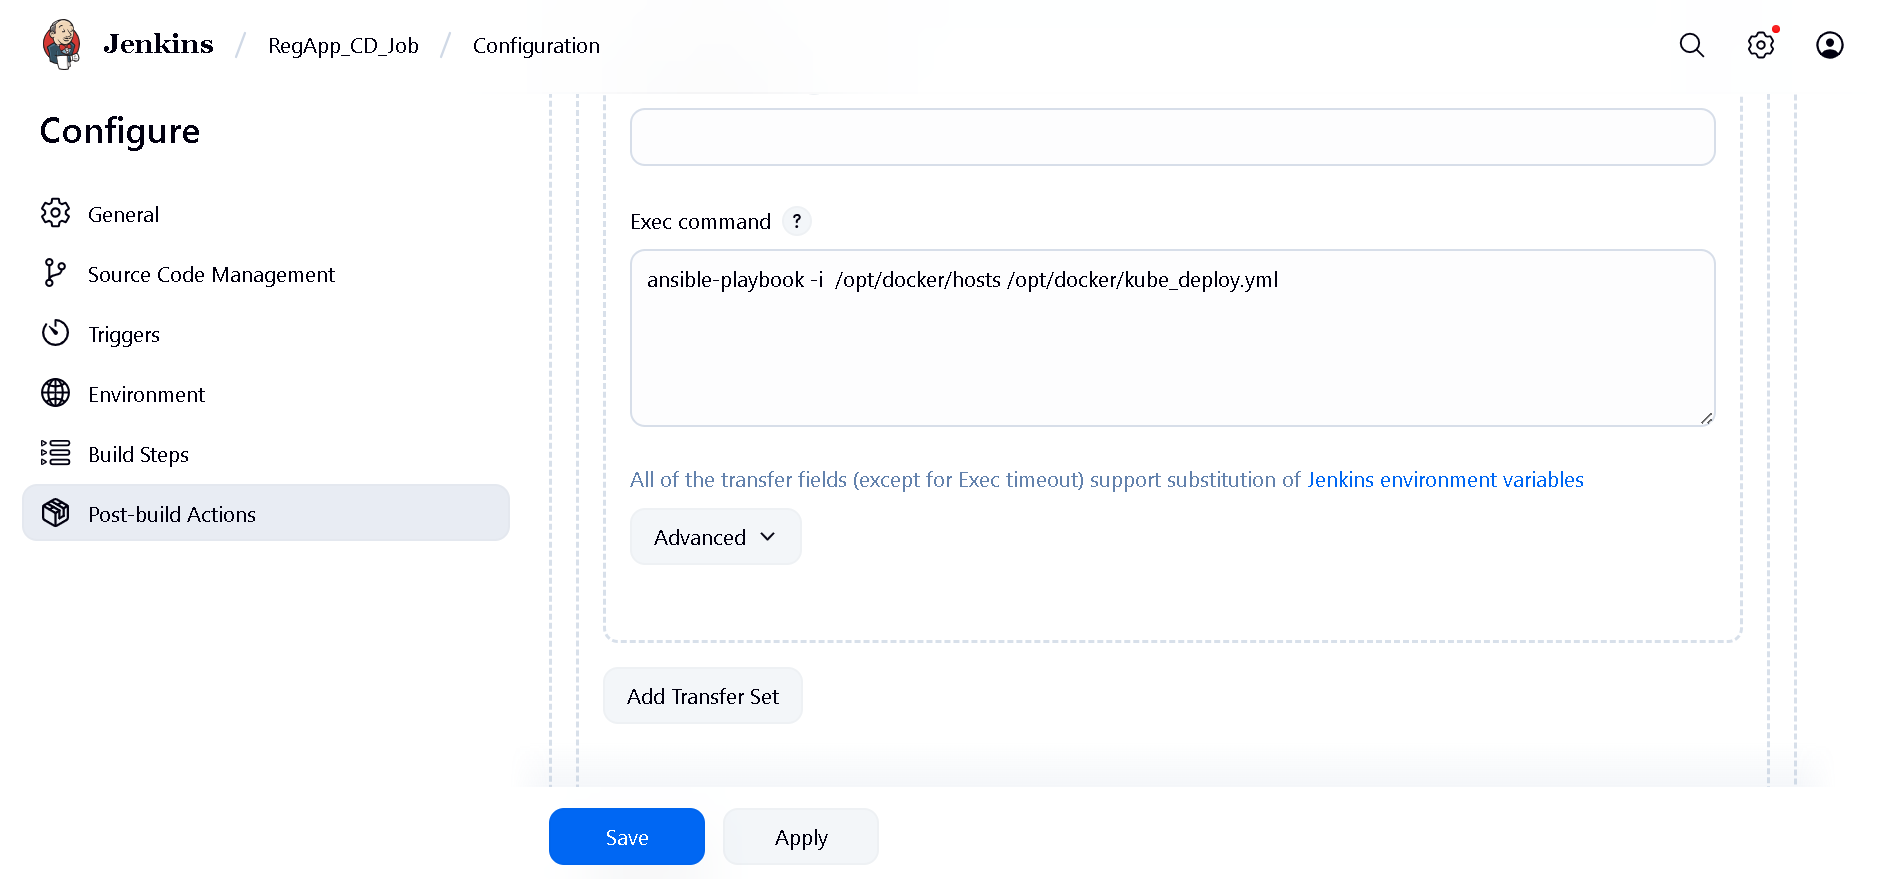 Jenkins / RegApp_CD_Job / Configuration
Configure
General
Source Code Management
Triggers
Environment
Build Steps
Post-build Actions
Exec command ?
ansible-playbook -i  /opt/docker/hosts /opt/docker/kube_deploy.yml
All of the transfer fields (except for Exec timeout) support substitution of Jenkins environment variables
Advanced
Add Transfer Set
Save
Apply